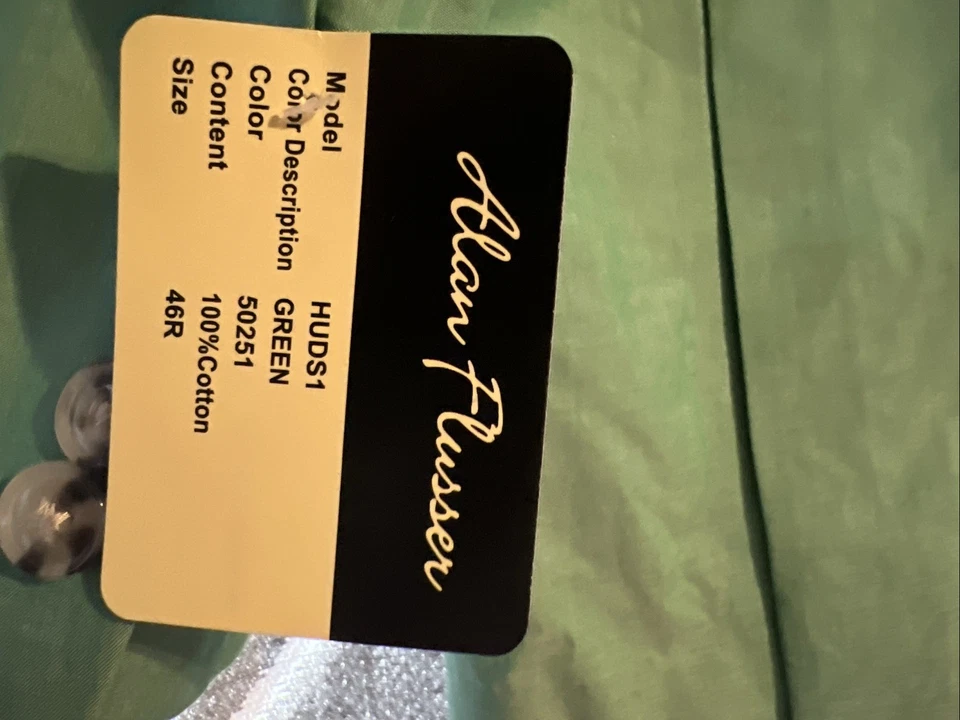 Alan Flusser
Model HUDS1
Color Description GREEN
Color 50251
Content 100%Cotton
Size 46R